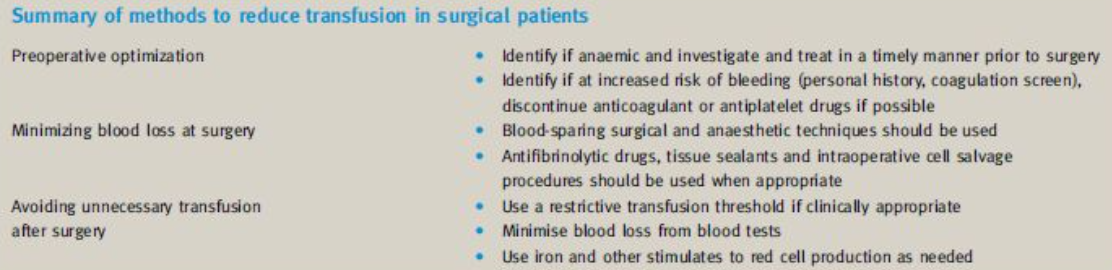 Summary of methods to reduce transfusion in surgical patients
Preoperative optimization
• Identify if anaemic and investigate and treat in a timely manner prior to surgery
• Identify if at increased risk of bleeding (personal history, coagulation screen),
discontinue anticoagulant or antiplatelet drugs if possible
Minimizing blood loss at surgery
• Blood-sparing surgical and anaesthetic techniques should be used
• Antifibrinolytic drugs, tissue sealants and intraoperative cell salvage
procedures should be used when appropriate
Avoiding unnecessary transfusion
after surgery
• Use a restrictive transfusion threshold if clinically appropriate
• Minimise blood loss from blood tests
• Use iron and other stimulates to red cell production as needed